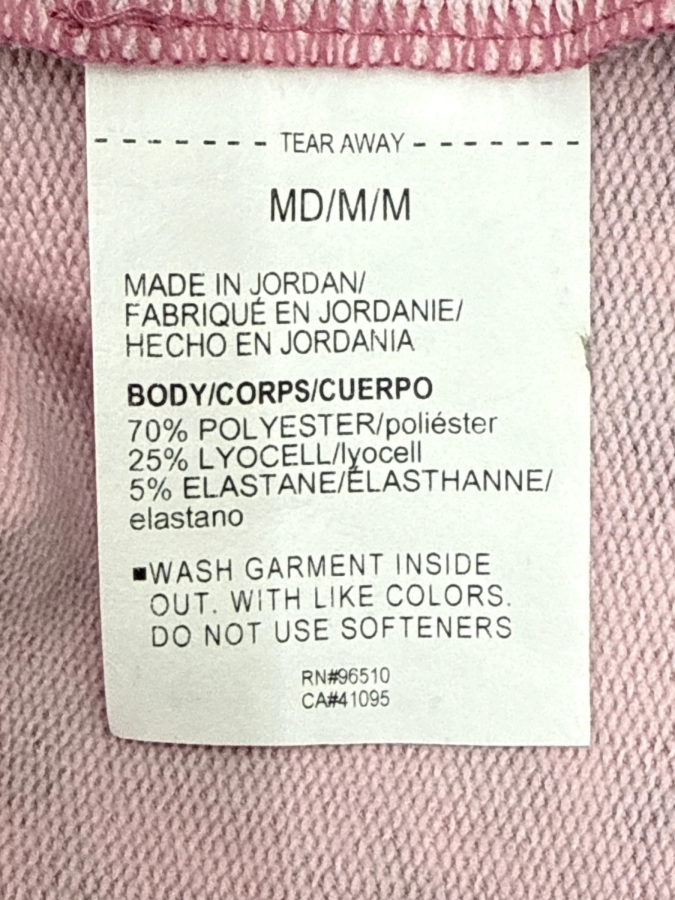 - - - - - - - TEAR AWAY - - - - - - -
MD/M/M
MADE IN JORDAN/
FABRIQUÉ EN JORDANIE/
HECHO EN JORDANIA
BODY/CORPS/CUERPO
70% POLYESTER/poliéster
25% LYOCELL/lyocell
5% ELASTANE/ÉLASTHANNE/
elastano
▪WASH GARMENT INSIDE
OUT. WITH LIKE COLORS.
DO NOT USE SOFTENERS
RN#96510
CA#41095